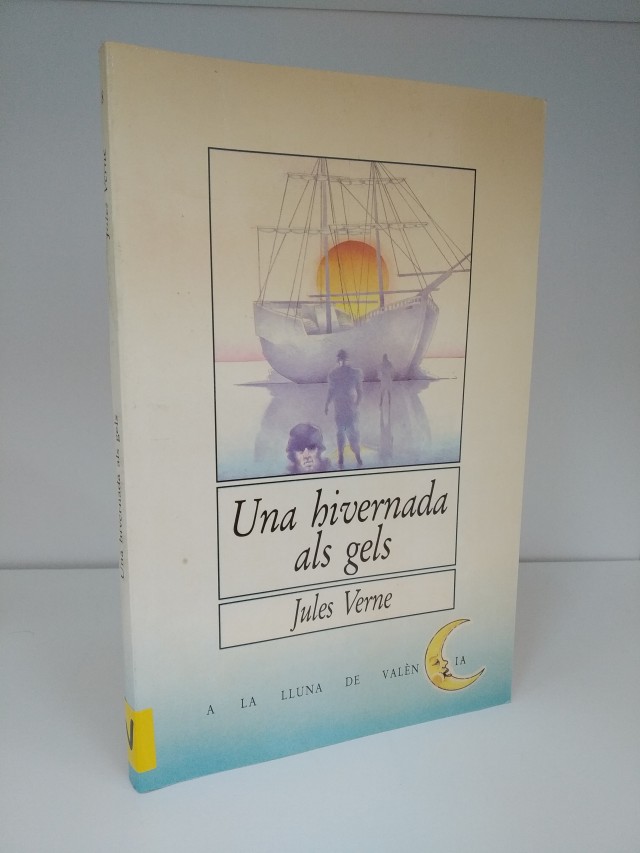 Una hivernada
als gels
Jules Verne
A LA LLUNA DE VALÈNCIA
Jules Verne
Una hivernada als gels
V